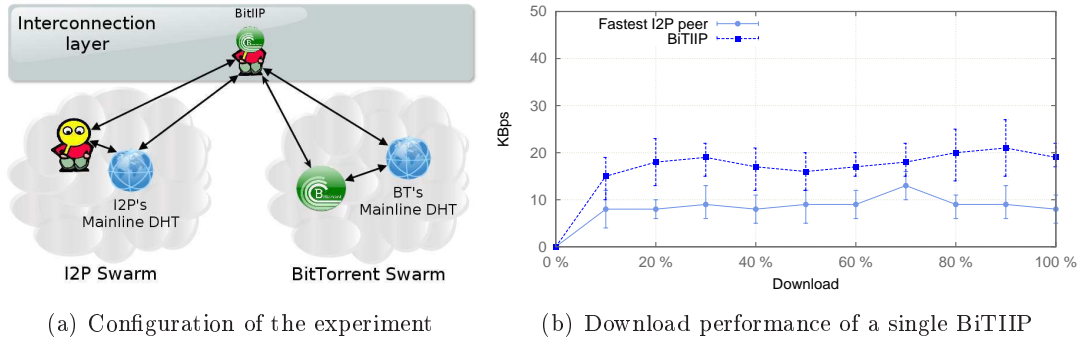 Interconnection
layer
BitIIP
I2P's
Mainline DHT
BT's
Mainline DHT
I2P Swarm
BitTorrent Swarm
(a) Configuration of the experiment
50
40
30
20
10
0
KBps
Fastest I2P peer
BiTIIP
0 %
20 %
40 %
60 %
80 %
100 %
Download
(b) Download performance of a single BiTIIP